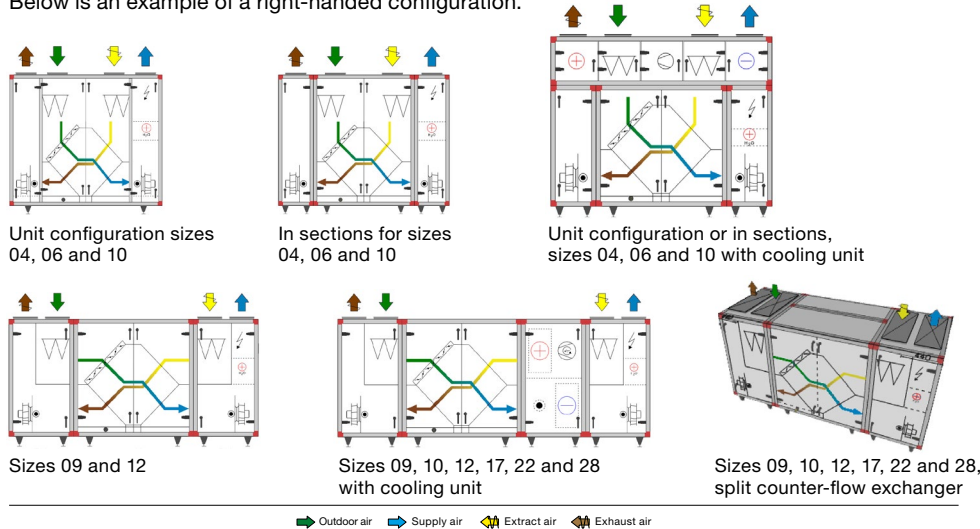 Below is an example of a right-handed configuration.
Unit configuration sizes
04, 06 and 10
In sections for sizes
04, 06 and 10
Unit configuration or in sections,
sizes 04, 06 and 10 with cooling unit
Sizes 09 and 12
Sizes 09, 10, 12, 17, 22 and 28
with cooling unit
Sizes 09, 10, 12, 17, 22 and 28,
split counter-flow exchanger
Outdoor air Supply air Extract air Exhaust air